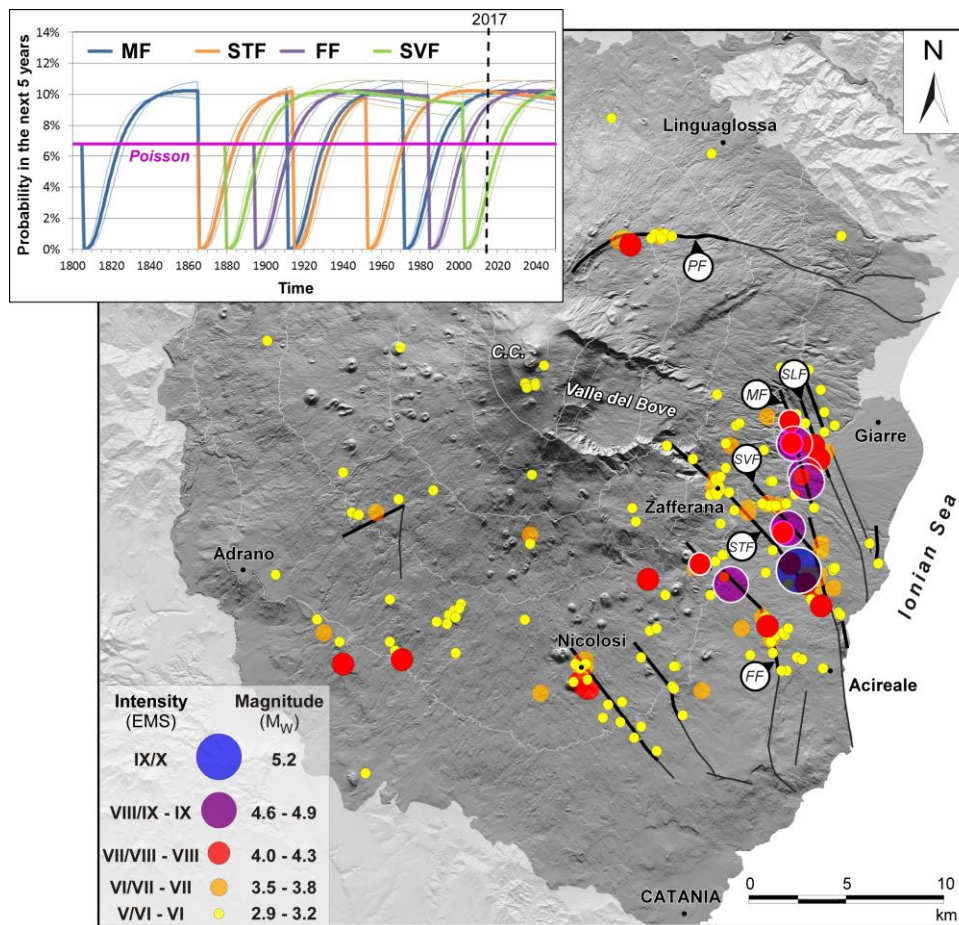 2017
14%
12%
10%
8%
6%
4%
2%
0%
Probability in the next 5 years
MF STF FF SVF
Poisson
1800 1820 1840 1860 1880 1900 1920 1940 1960 1980 2000 2020 2040
Time
N
Linguaglossa
PF
C.C.
Valle del Bove
SLF
MF
Giarre
SVF
Zafferana
STF
Adrano
Ionian Sea
Nicolosi
FF
Acireale
CATANIA
Intensity Magnitude
(EMS) (MW)
IX/X 5.2
VIII/IX - IX 4.6 - 4.9
VII/VIII - VIII 4.0 - 4.3
VI/VII - VII 3.5 - 3.8
V/VI - VI 2.9 - 3.2
0 5 10
km